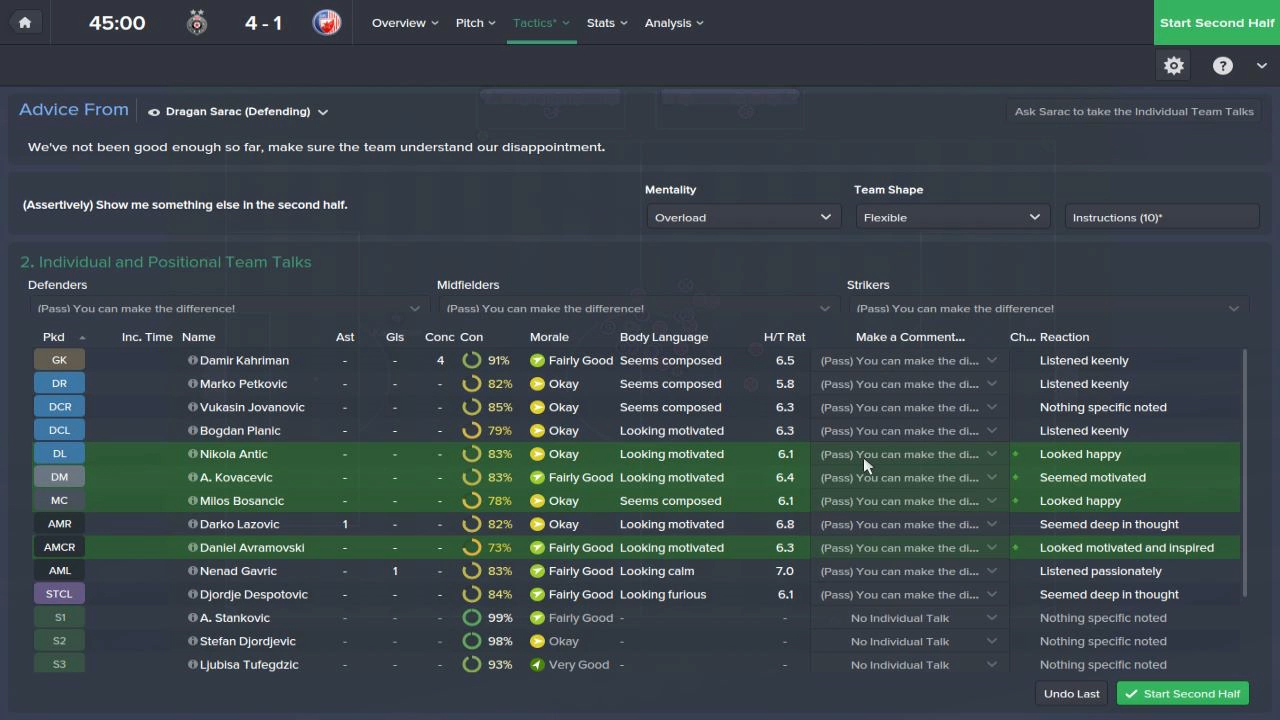 45:00 4 - 1 Overview Pitch Tactics* Stats Analysis Start Second Half
?
Advice From Dragan Sarac (Defending) Ask Sarac to take the Individual Team Talks
We've not been good enough so far, make sure the team understand our disappointment.
Mentality Team Shape
(Assertively) Show me something else in the second half. Overload Flexible Instructions (10)*
2. Individual and Positional Team Talks
Defenders Midfielders Strikers
(Pass) You can make the difference! (Pass) You can make the difference! (Pass) You can make the difference!
Pkd Inc. Time Name Ast Gls Conc Con Morale Body Language H/T Rat Make a Comment... Ch... Reaction
GK Damir Kahriman - - 4 91% Fairly Good Seems composed 6.5 (Pass) You can make the di... Listened keenly
DR Marko Petkovic - - - 82% Okay Seems composed 5.8 (Pass) You can make the di... Listened keenly
DCR Vukasin Jovanovic - - - 85% Okay Seems composed 6.3 (Pass) You can make the di... Nothing specific noted
DCL Bogdan Planic - - - 79% Okay Looking motivated 6.3 (Pass) You can make the di... Listened keenly
DL Nikola Antic - - - 83% Okay Looking motivated 6.1 (Pass) You can make the di... Looked happy
DM A. Kovacevic - - - 83% Fairly Good Looking motivated 6.4 (Pass) You can make the di... Seemed motivated
MC Milos Bosancic - - - 78% Okay Seems composed 6.1 (Pass) You can make the di... Looked happy
AMR Darko Lazovic 1 - - 82% Okay Looking motivated 6.8 (Pass) You can make the di... Seemed deep in thought
AMCR Daniel Avramovski - - - 73% Fairly Good Looking motivated 6.3 (Pass) You can make the di... Looked motivated and inspired
AML Nenad Gavric - 1 - 83% Fairly Good Looking calm 7.0 (Pass) You can make the di... Listened passionately
STCL Djordje Despotovic - - - 84% Fairly Good Looking furious 6.1 (Pass) You can make the di... Seemed deep in thought
S1 A. Stankovic - - - 99% Fairly Good - - No Individual Talk Nothing specific noted
S2 Stefan Djordjevic - - - 98% Okay - - No Individual Talk Nothing specific noted
S3 Ljubisa Tufegdzic - - - 93% Very Good - - No Individual Talk Nothing specific noted
Undo Last Start Second Half